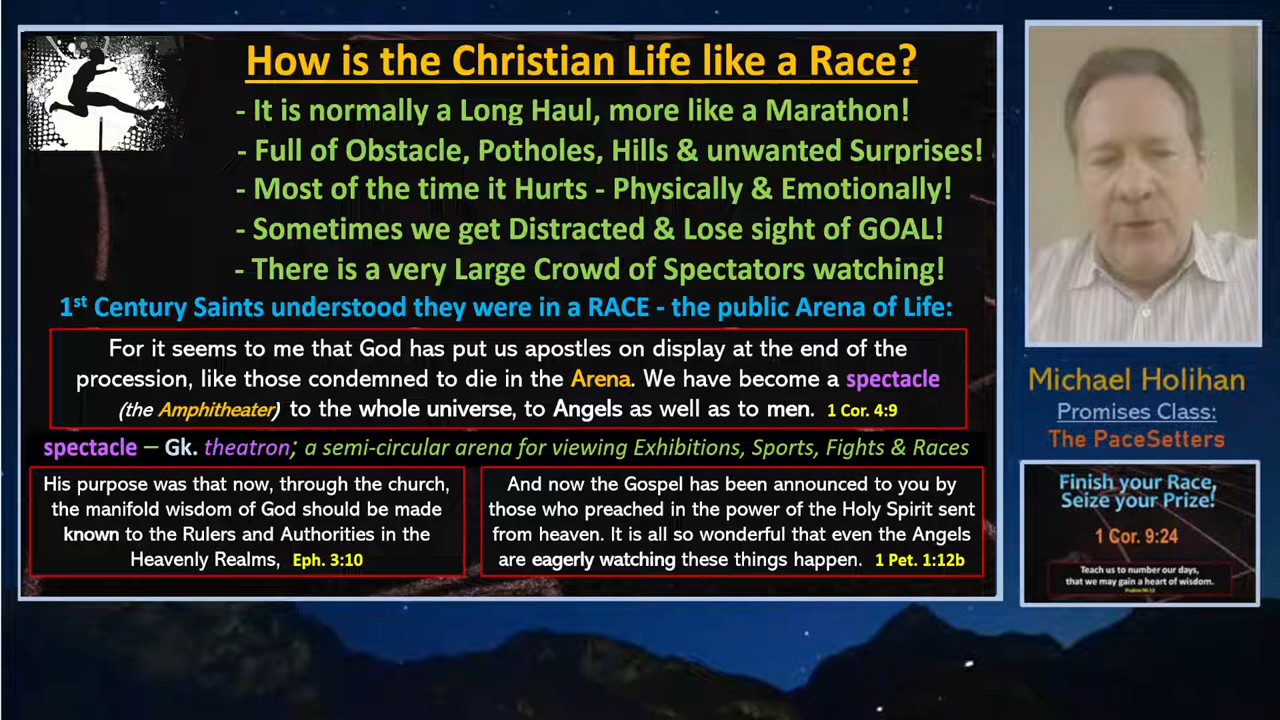 How is the Christian Life like a Race?
- It is normally a Long Haul, more like a Marathon!
- Full of Obstacle, Potholes, Hills & unwanted Surprises!
- Most of the time it Hurts - Physically & Emotionally!
- Sometimes we get Distracted & Lose sight of GOAL!
- There is a very Large Crowd of Spectators watching!
1st Century Saints understood they were in a RACE - the public Arena of Life:
For it seems to me that God has put us apostles on display at the end of the
procession, like those condemned to die in the Arena. We have become a spectacle
(the Amphitheater) to the whole universe, to Angels as well as to men. 1 Cor. 4:9
spectacle – Gk. theatron; a semi-circular arena for viewing Exhibitions, Sports, Fights & Races
His purpose was that now, through the church,
the manifold wisdom of God should be made
known to the Rulers and Authorities in the
Heavenly Realms, Eph. 3:10
And now the Gospel has been announced to you by
those who preached in the power of the Holy Spirit sent
from heaven. It is all so wonderful that even the Angels
are eagerly watching these things happen. 1 Pet. 1:12b
Michael Holihan
Promises Class:
The PaceSetters
Finish your Race,
Seize your Prize!
1 Cor. 9:24
Teach us to number our days,
that we may gain a heart of wisdom.